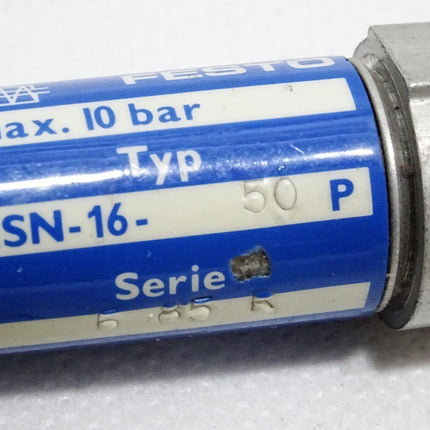 FESTO
ax. 10 bar
Typ
SN-16- 50 P
Serie